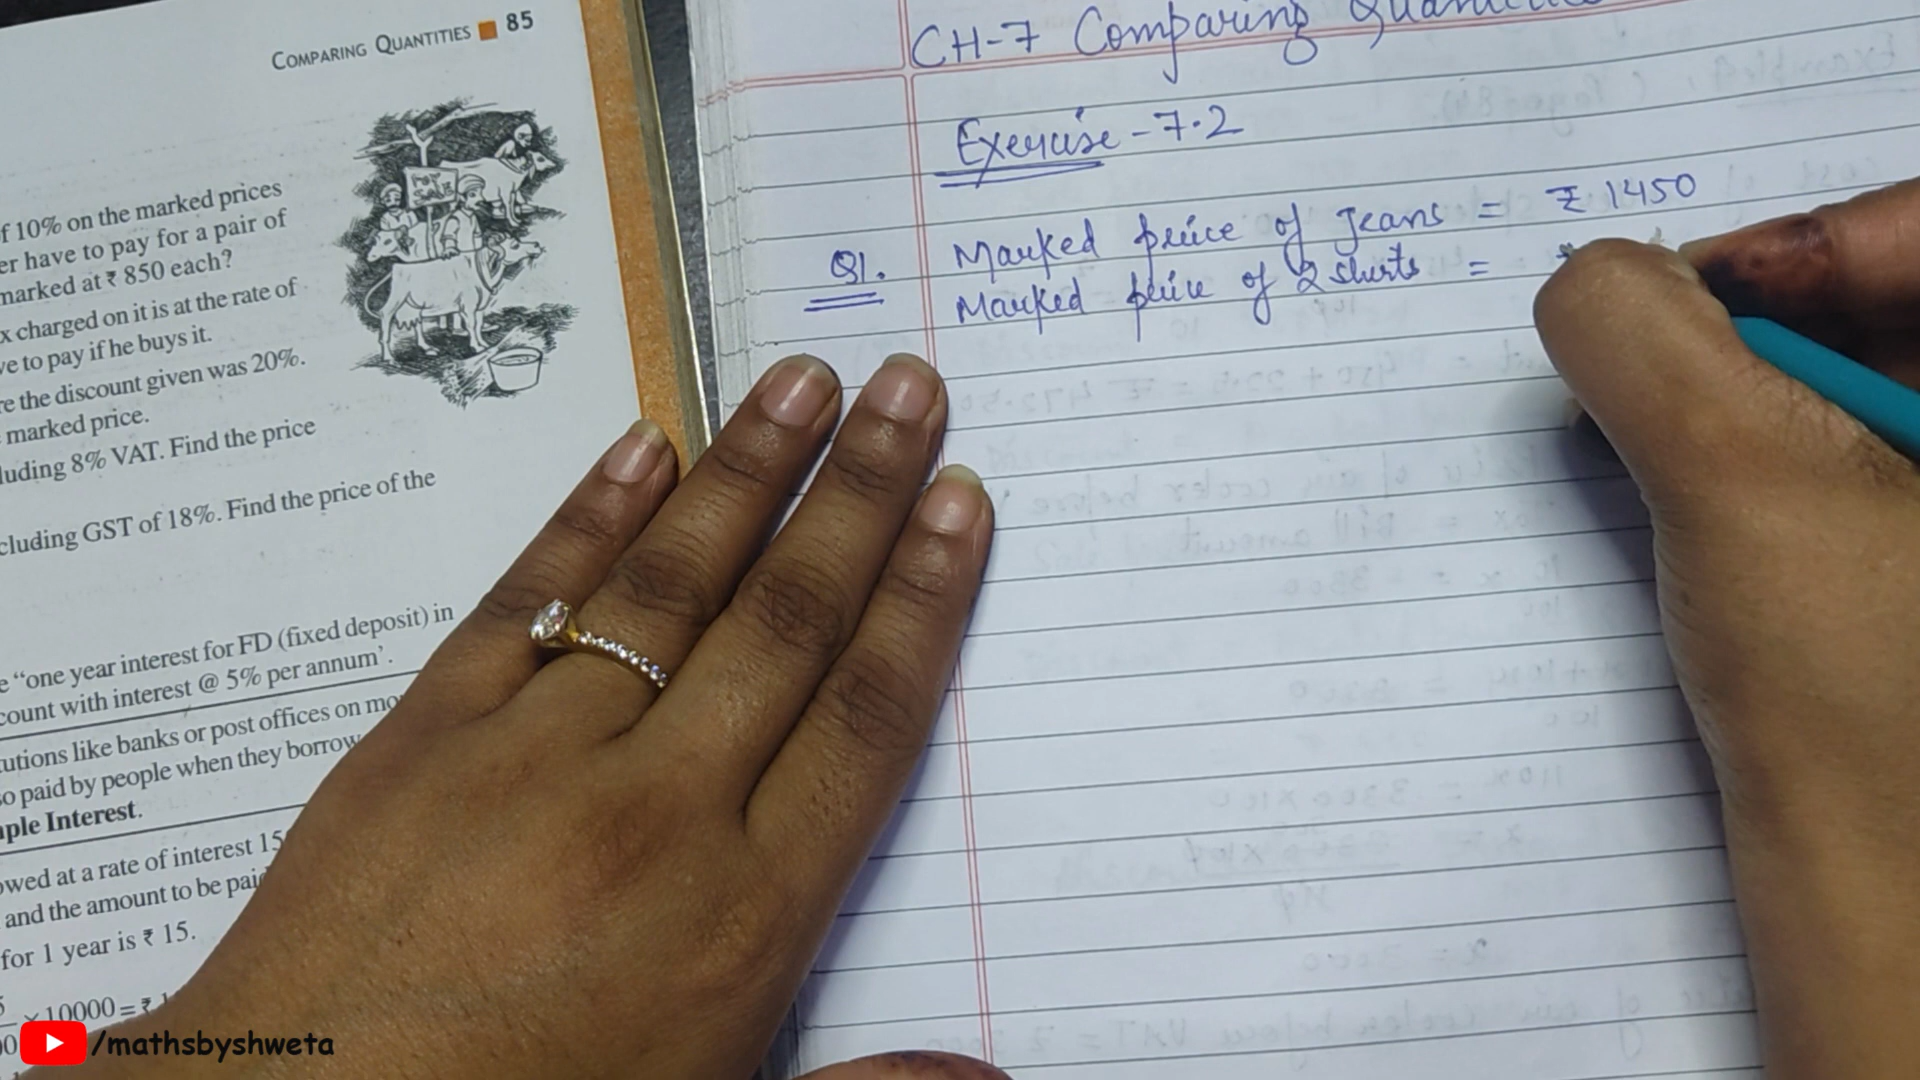 COMPARING QUANTITIES 85
f 10% on the marked prices
er have to pay for a pair of
marked at ₹ 850 each?
x charged on it is at the rate of
ve to pay if he buys it.
re the discount given was 20%.
marked price.
luding 8% VAT. Find the price
cluding GST of 18%. Find the price of the
e “one year interest for FD (fixed deposit) in
count with interest @ 5% per annum’.
utions like banks or post offices on mo
so paid by people when they borrow
ple Interest.
owed at a rate of interest 15
and the amount to be paid
for 1 year is ₹ 15.
× 10000 = ₹
FOR SALE
CH-7 Comparing Quantities
Exercise - 7.2
Q1. Marked price of Jeans = ₹ 1450
Marked price of 2 shirts =
/mathsbyshweta